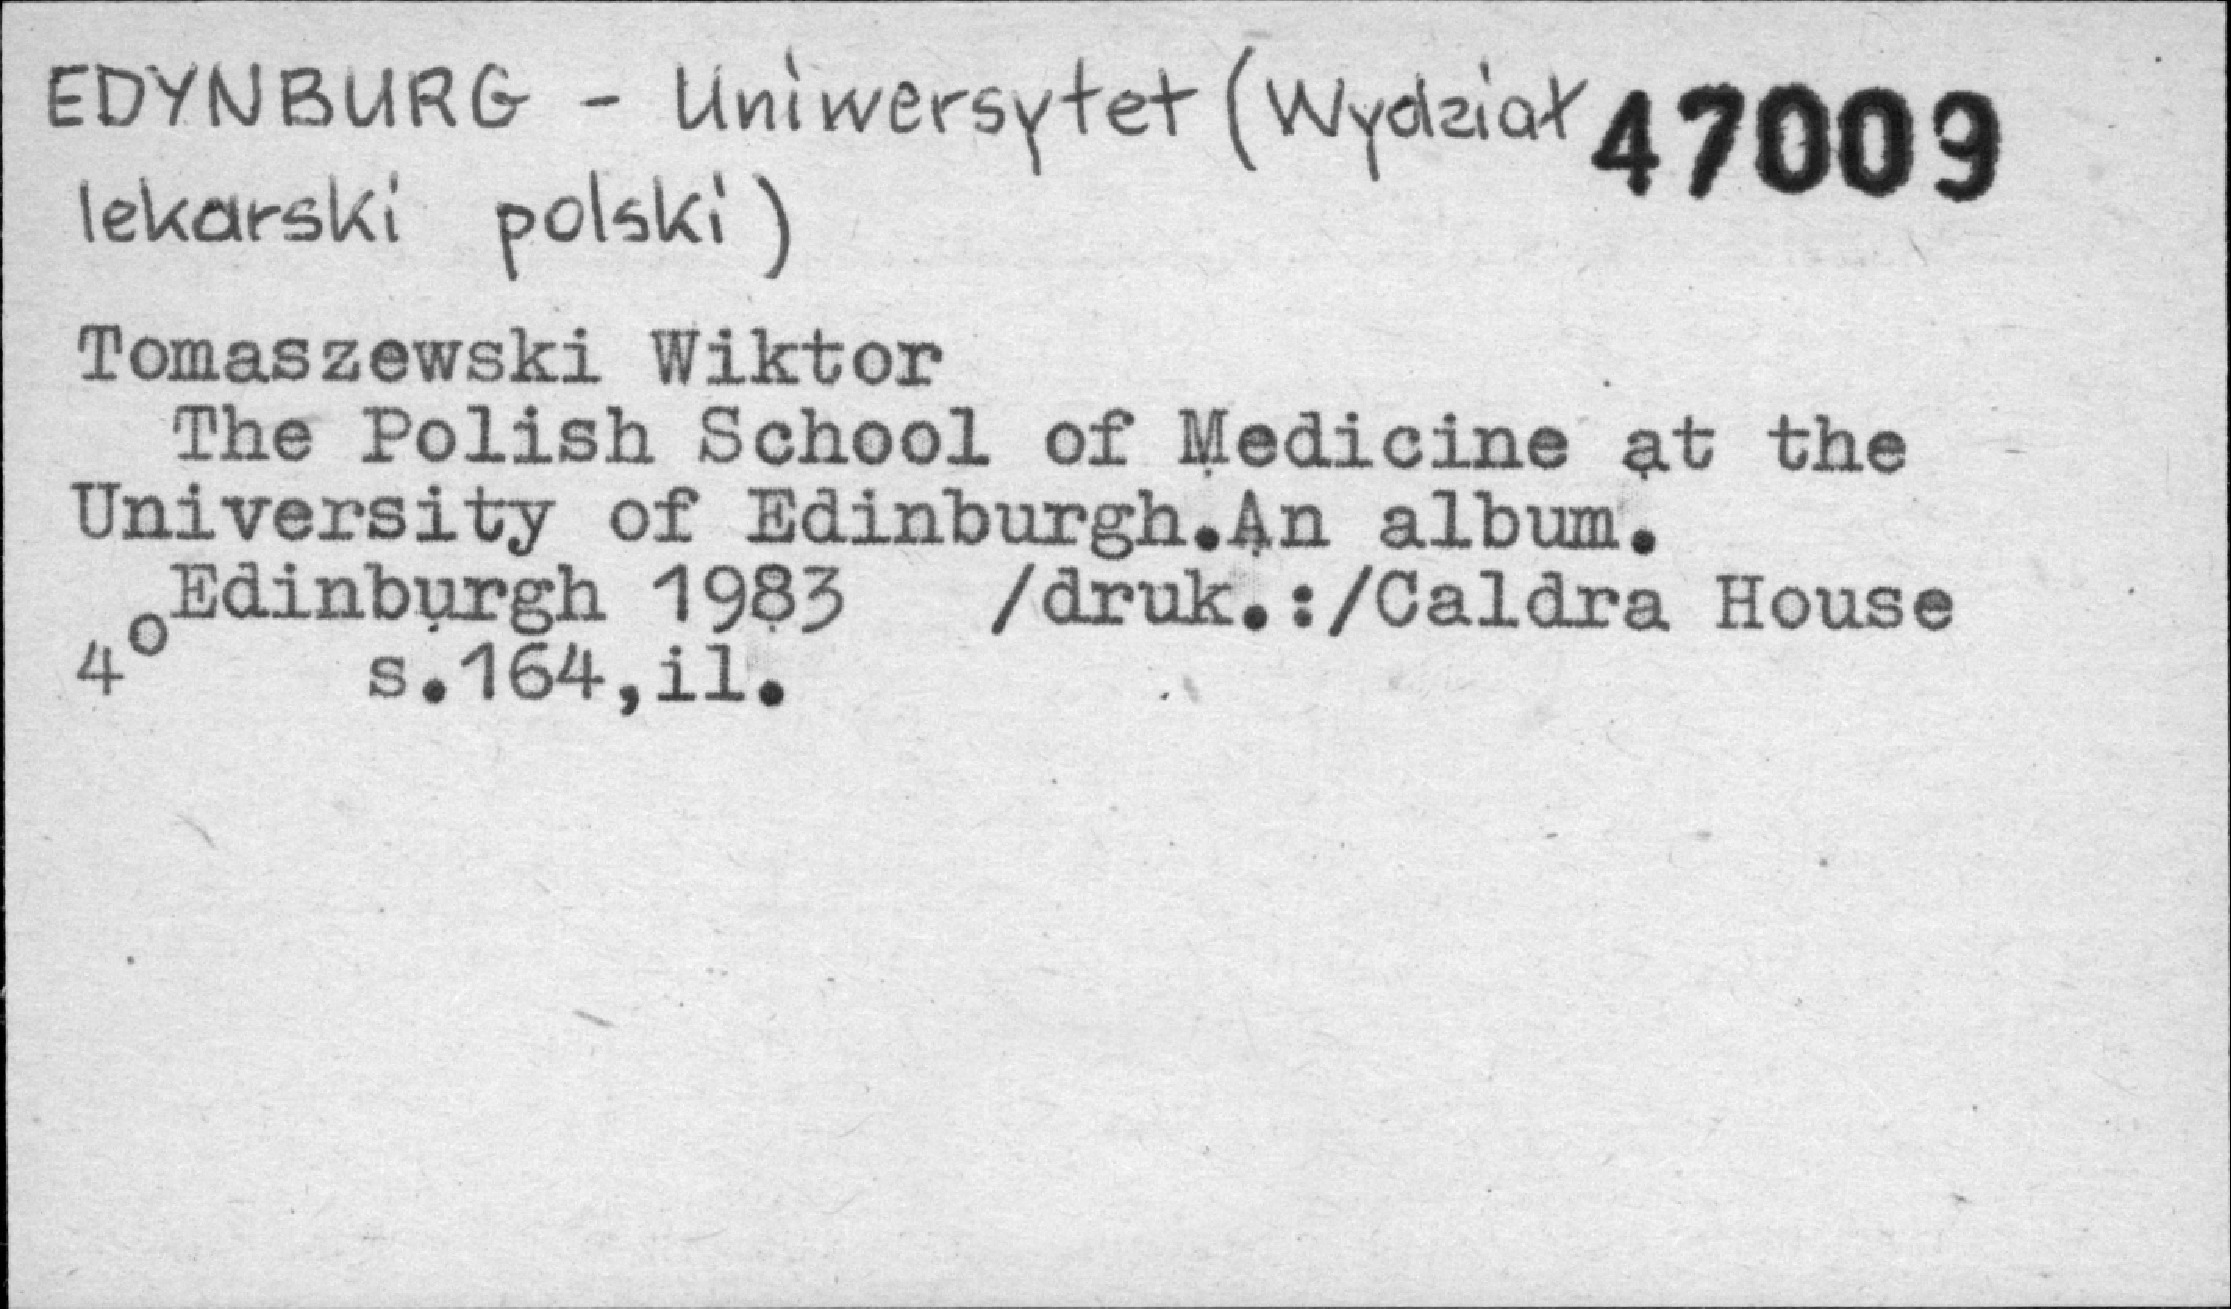 EDYNBURG - Uniwersytet (Wydział 47009
lekarski polski)
Tomaszewski Wiktor
The Polish School of Medicine at the
University of Edinburgh.An album.
Edinburgh 1983 /druk.:/Caldra House
4° s.164,il.